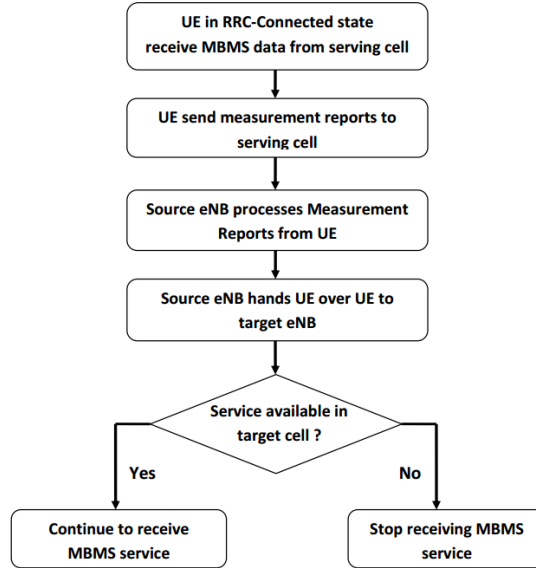 UE in RRC-Connected state
receive MBMS data from serving cell
UE send measurement reports to
serving cell
Source eNB processes Measurement
Reports from UE
Source eNB hands UE over UE to
target eNB
Service available in
target cell ?
Yes
No
Continue to receive
MBMS service
Stop receiving MBMS
service